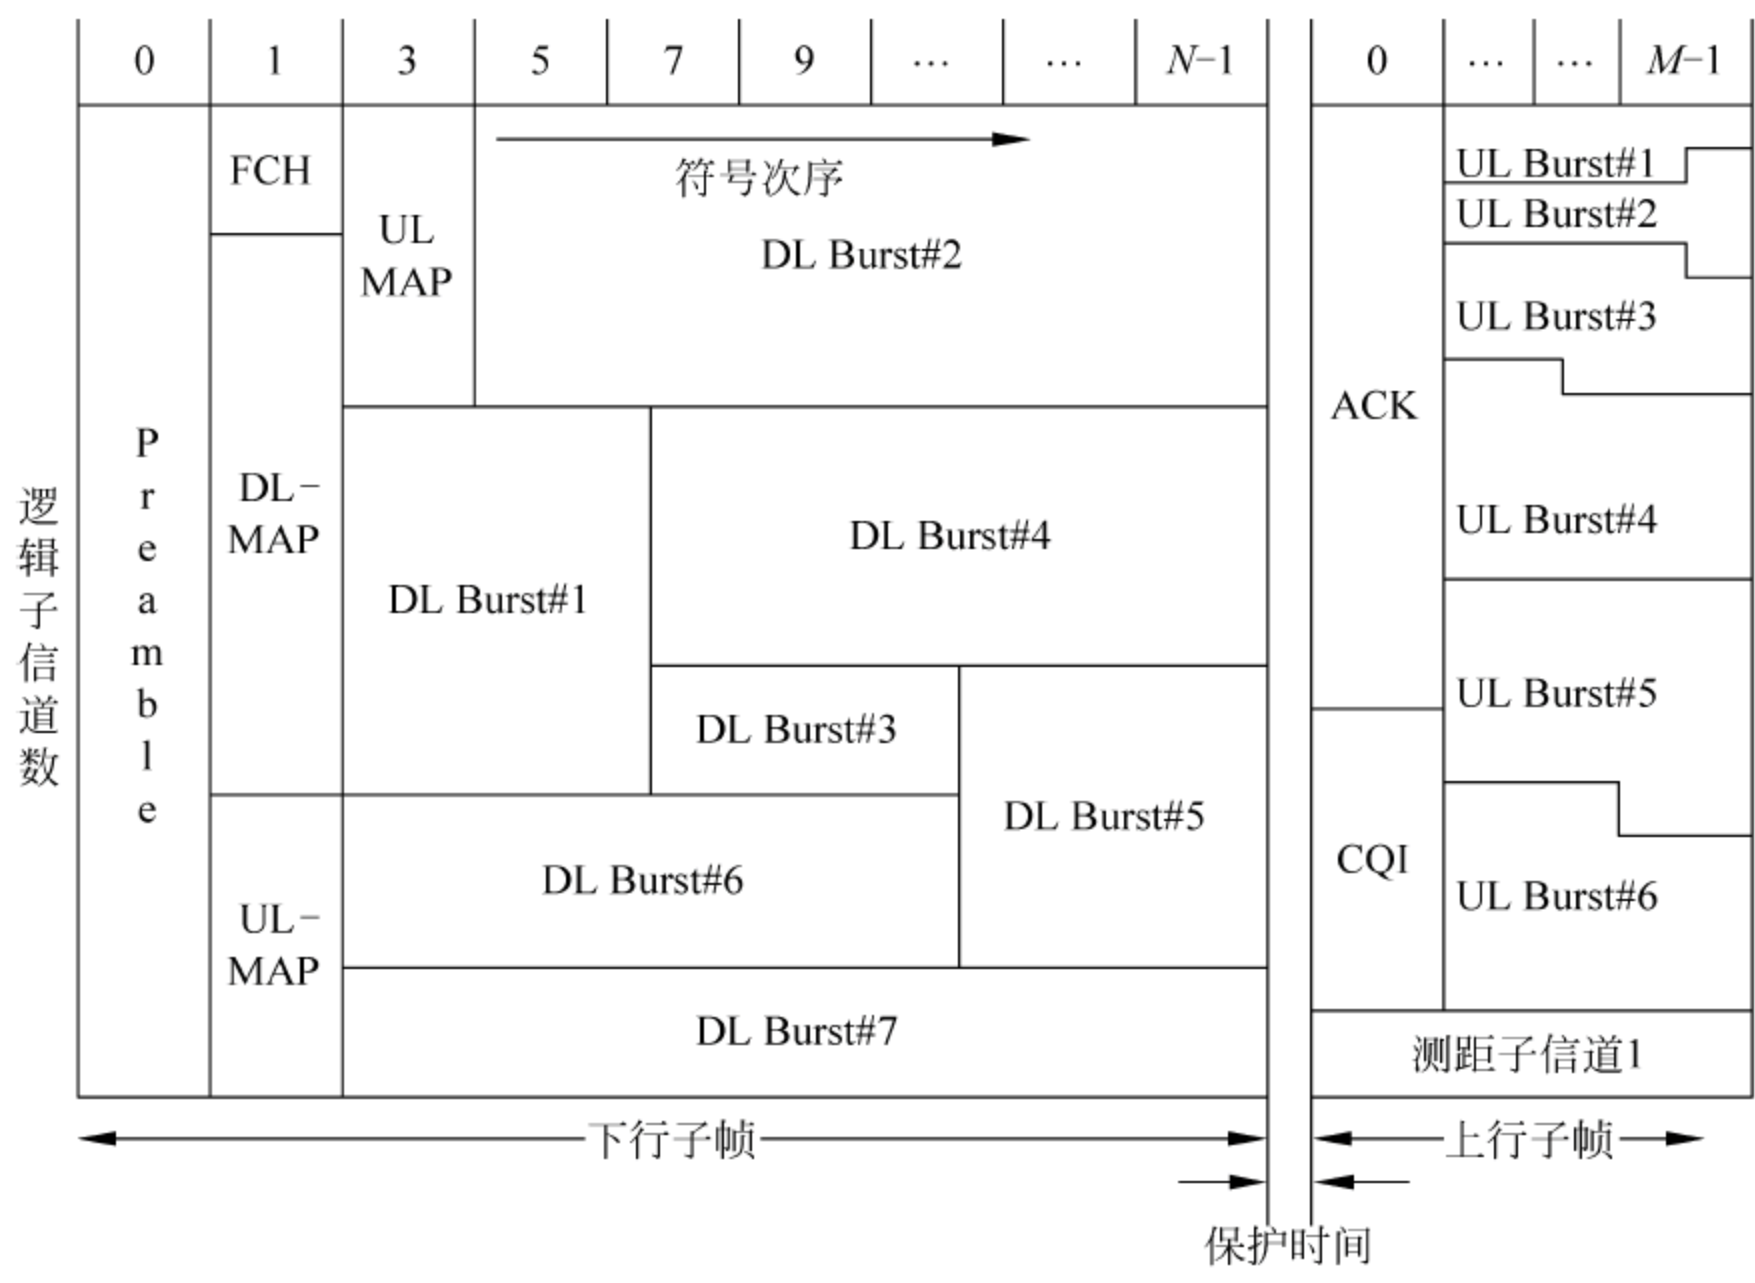 0 1 3 5 7 9 … … N−1 0 … … M−1
FCH
符号次序
UL
MAP
DL Burst#2
UL Burst#1
UL Burst#2
UL Burst#3
ACK
逻辑子信道数
Preamble
DL−
MAP
DL Burst#1
DL Burst#4
UL Burst#4
DL Burst#3
UL Burst#5
DL Burst#5
CQI
DL Burst#6
UL Burst#6
UL−
MAP
DL Burst#7
测距子信道1
下行子帧
上行子帧
保护时间